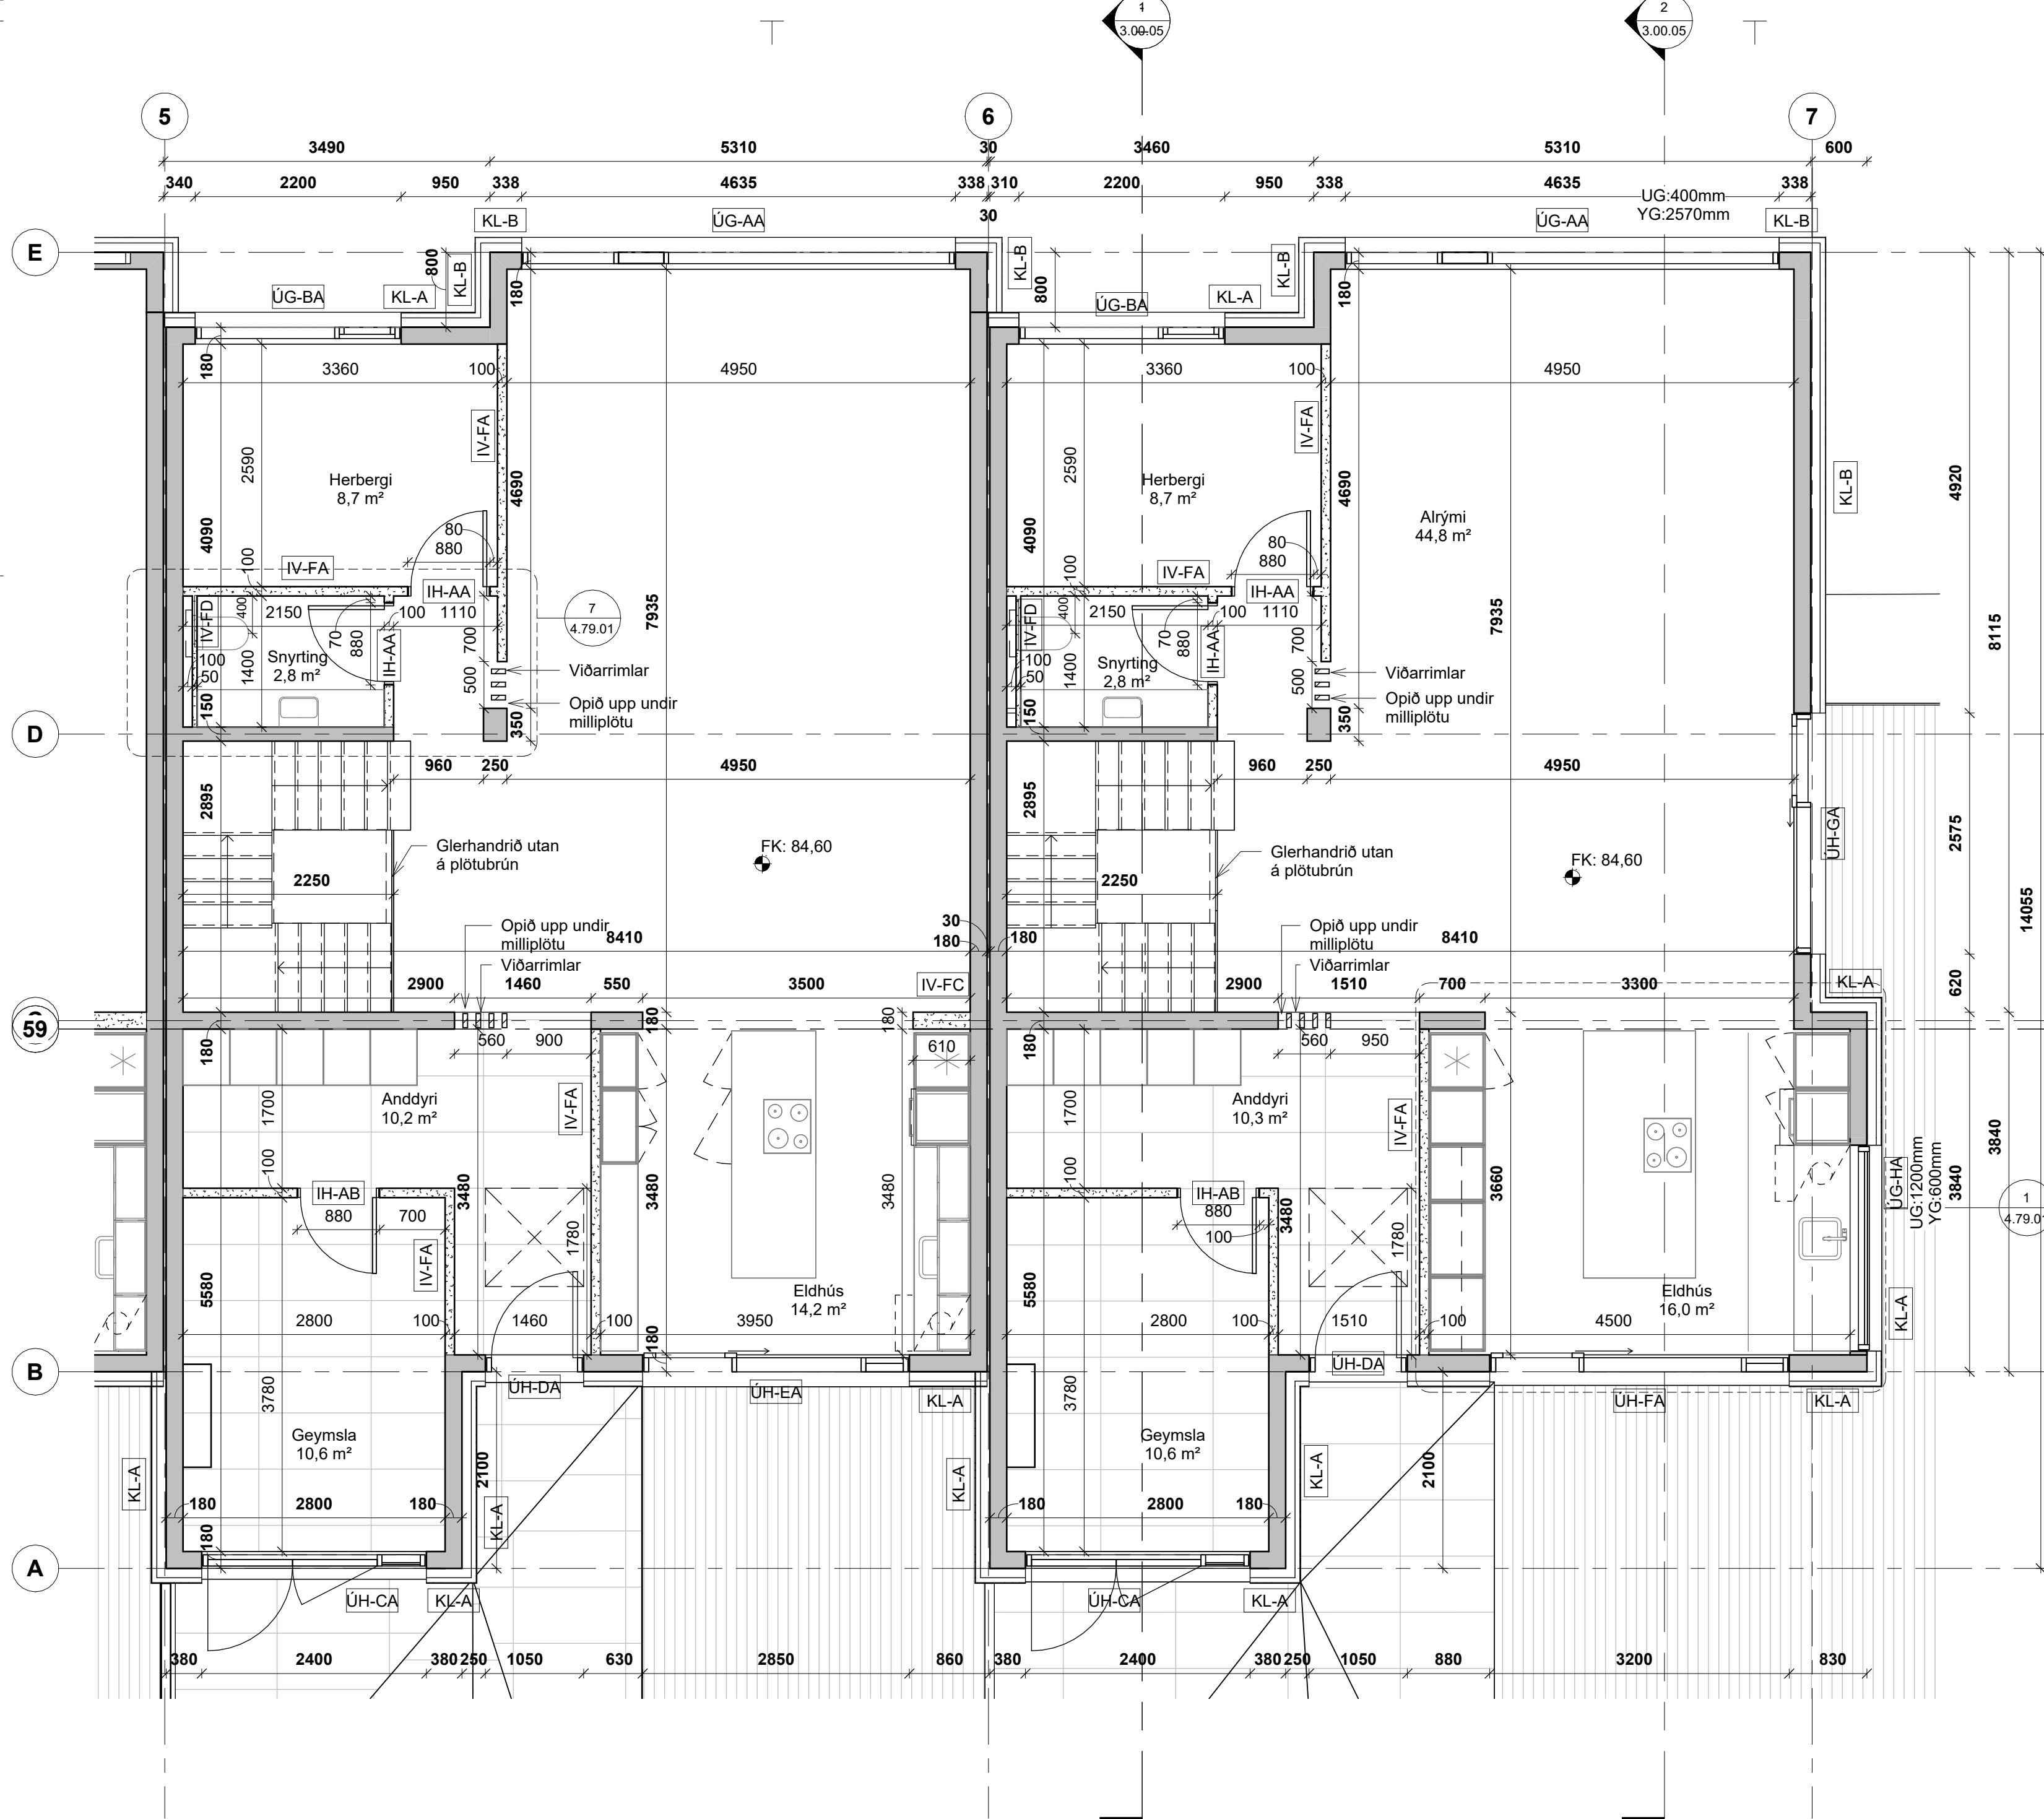 1
3.00.05
2
3.00.05
5
6
7
3490
5310
30
3460
5310
600
340
2200
950
338
4635
338
310
2200
950
338
4635
338
30
UG:400mm
YG:2570mm
KL-B
ÚG-AA
ÚG-AA
KL-B
E
800
KL-B
KL-B
800
KL-B
ÚG-BA
KL-A
ÚG-BA
KL-A
180
180
180
3360
100
4950
3360
100
4950
IV-FA
IV-FA
2590
2590
KL-B
4920
Herbergi
8,7 m²
4690
Herbergi
8,7 m²
4690
Alrými
44,8 m²
4090
4090
80
880
80
880
100
100
IV-FA
IH-AA
IV-FA
IH-AA
7
4.79.01
7935
7935
8115
IV-FD
400
2150
100
1110
IV-FD
400
2150
100
1110
70
880
IH-AA
700
70
880
IH-AA
700
Snyrting
2,8 m²
Snyrting
2,8 m²
100
50
1400
100
50
1400
500
500
Viðarrimlar
Viðarrimlar
Opið upp undir
milliplötu
Opið upp undir
milliplötu
150
350
150
350
D
960
250
4950
960
250
4950
2895
2895
Glerhandrið utan
á plötubrún
FK: 84,60
Glerhandrið utan
á plötubrún
FK: 84,60
ÚH-GA
2575
2250
2250
14055
Opið upp undir
milliplötu
Viðarrimlar
8410
30
180
180
Opið upp undir
milliplötu
Viðarrimlar
8410
2900
1460
550
3500
IV-FC
2900
1510
700
3300
KL-A
620
59
180
560
900
180
180
610
180
560
950
1700
Anddyri
10,2 m²
IV-FA
1700
Anddyri
10,3 m²
IV-FA
3840
100
100
IH-AB
880
700
3480
3480
3480
IH-AB
880
100
3480
3660
ÚG-HA
UG:1200mm
YG:600mm
3840
1
4.79.01
IV-FA
1780
1780
5580
5580
Eldhús
14,2 m²
Eldhús
16,0 m²
KL-A
2800
100
1460
100
3950
2800
100
1510
100
4500
180
B
ÚH-DA
ÚH-EA
KL-A
ÚH-DA
ÚH-FA
KL-A
3780
3780
Geymsla
10,6 m²
Geymsla
10,6 m²
KL-A
2100
KL-A
KL-A
KL-A
2100
180
2800
180
180
2800
180
180
A
ÚH-CA
KL-A
ÚH-CA
KL-A
380
2400
380
250
1050
630
2850
860
380
2400
380
250
1050
880
3200
830